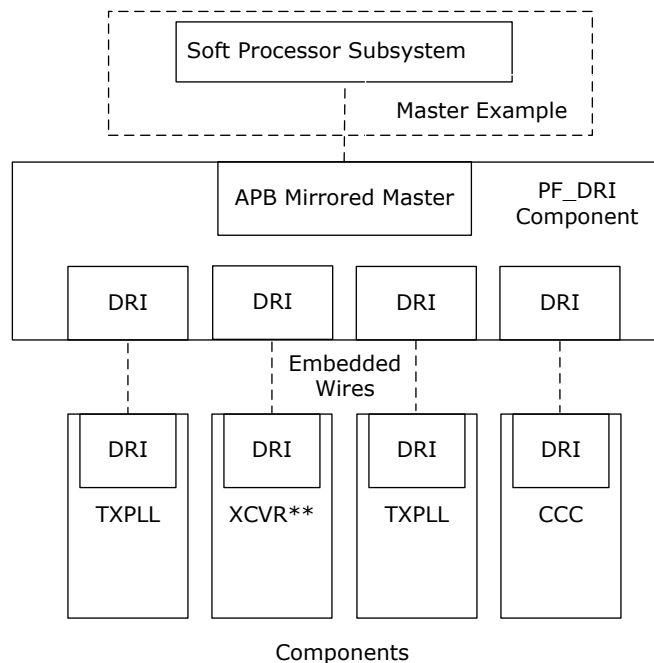 Soft Processor Subsystem
Master Example
APB Mirrored Master
PF_DRI
Component
DRI
DRI
DRI
DRI
Embedded
Wires
DRI
DRI
DRI
DRI
TXPLL
XCVR**
TXPLL
CCC
Components